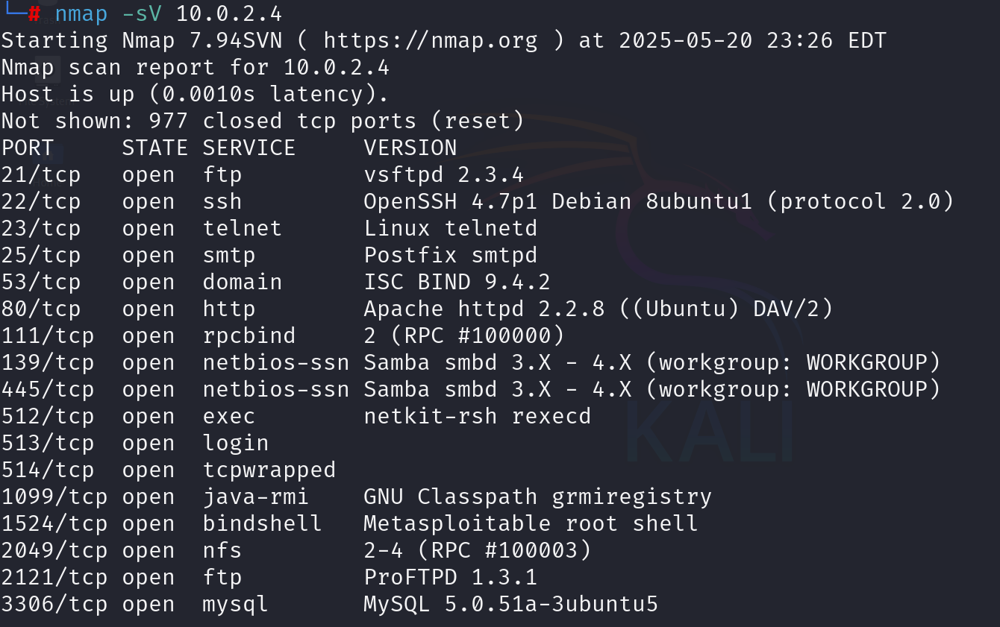 └─# nmap -sV 10.0.2.4
Starting Nmap 7.94SVN ( https://nmap.org ) at 2025-05-20 23:26 EDT
Nmap scan report for 10.0.2.4
Host is up (0.0010s latency).
Not shown: 977 closed tcp ports (reset)
PORT     STATE SERVICE     VERSION
21/tcp   open  ftp         vsftpd 2.3.4
22/tcp   open  ssh         OpenSSH 4.7p1 Debian 8ubuntu1 (protocol 2.0)
23/tcp   open  telnet      Linux telnetd
25/tcp   open  smtp        Postfix smtpd
53/tcp   open  domain      ISC BIND 9.4.2
80/tcp   open  http        Apache httpd 2.2.8 ((Ubuntu) DAV/2)
111/tcp  open  rpcbind     2 (RPC #100000)
139/tcp  open  netbios-ssn Samba smbd 3.X - 4.X (workgroup: WORKGROUP)
445/tcp  open  netbios-ssn Samba smbd 3.X - 4.X (workgroup: WORKGROUP)
512/tcp  open  exec        netkit-rsh rexecd
513/tcp  open  login
514/tcp  open  tcpwrapped
1099/tcp open  java-rmi    GNU Classpath grmiregistry
1524/tcp open  bindshell   Metasploitable root shell
2049/tcp open  nfs         2-4 (RPC #100003)
2121/tcp open  ftp         ProFTPD 1.3.1
3306/tcp open  mysql       MySQL 5.0.51a-3ubuntu5
KALI